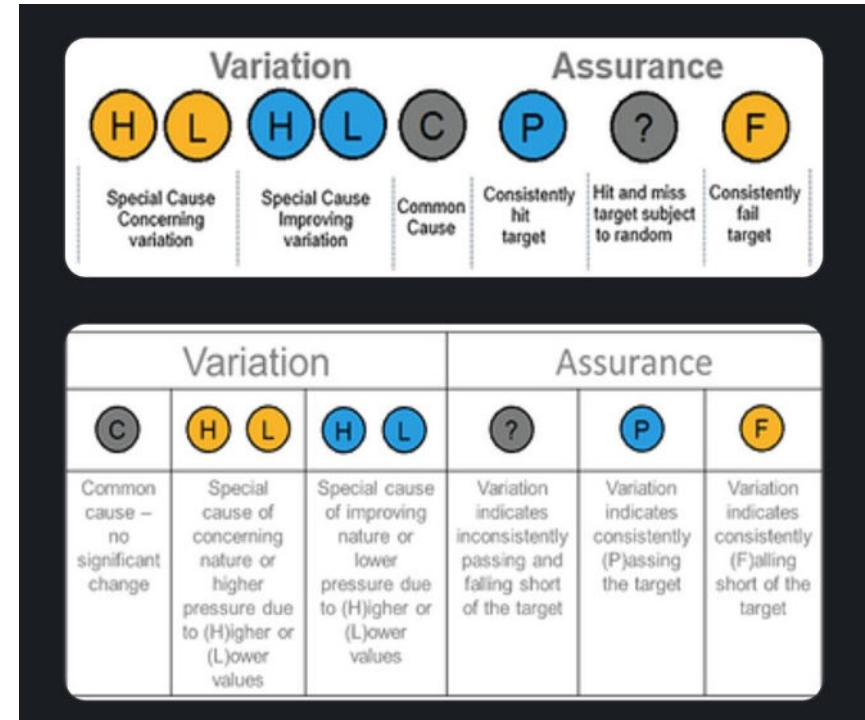 Variation Assurance
H L H L C P ? F
Special Cause
Concerning
variation
Special Cause
Improving
variation
Common
Cause
Consistently
hit
target
Hit and miss
target subject
to random
Consistently
fail
target
Variation Assurance
C H L H L ? P F
Common
cause –
no
significant
change
Special
cause of
concerning
nature or
higher
pressure due
to (H)igher or
(L)ower
values
Special cause
of improving
nature or
lower
pressure due
to (H)igher or
(L)ower
values
Variation
indicates
inconsistently
passing and
falling short
of the target
Variation
indicates
consistently
(P)assing
the target
Variation
indicates
consistently
(F)alling
short of the
target